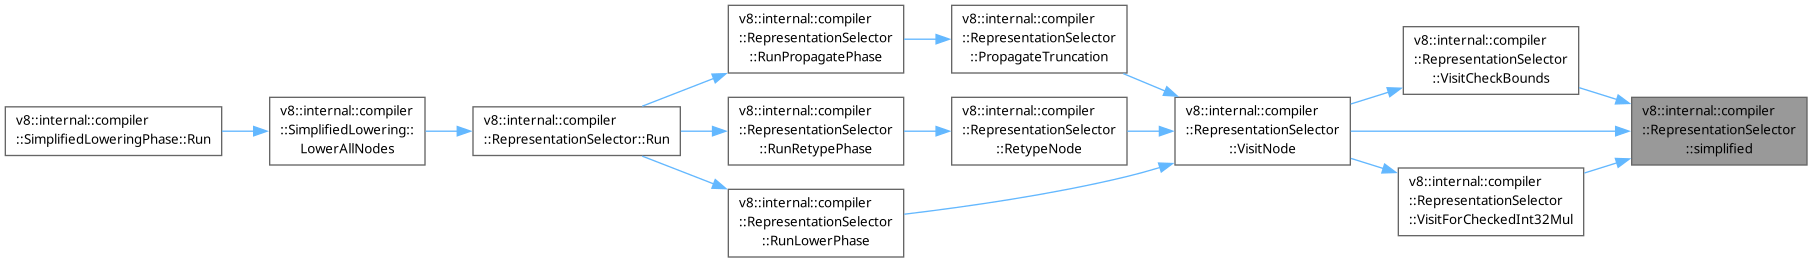 v8::internal::compiler
::SimplifiedLoweringPhase::Run
v8::internal::compiler
::SimplifiedLowering::
LowerAllNodes
v8::internal::compiler
::RepresentationSelector::Run
v8::internal::compiler
::RepresentationSelector
::RunPropagatePhase
v8::internal::compiler
::RepresentationSelector
::RunRetypePhase
v8::internal::compiler
::RepresentationSelector
::RunLowerPhase
v8::internal::compiler
::RepresentationSelector
::PropagateTruncation
v8::internal::compiler
::RepresentationSelector
::RetypeNode
v8::internal::compiler
::RepresentationSelector
::VisitNode
v8::internal::compiler
::RepresentationSelector
::VisitCheckBounds
v8::internal::compiler
::RepresentationSelector
::VisitForCheckedInt32Mul
v8::internal::compiler
::RepresentationSelector
::simplified